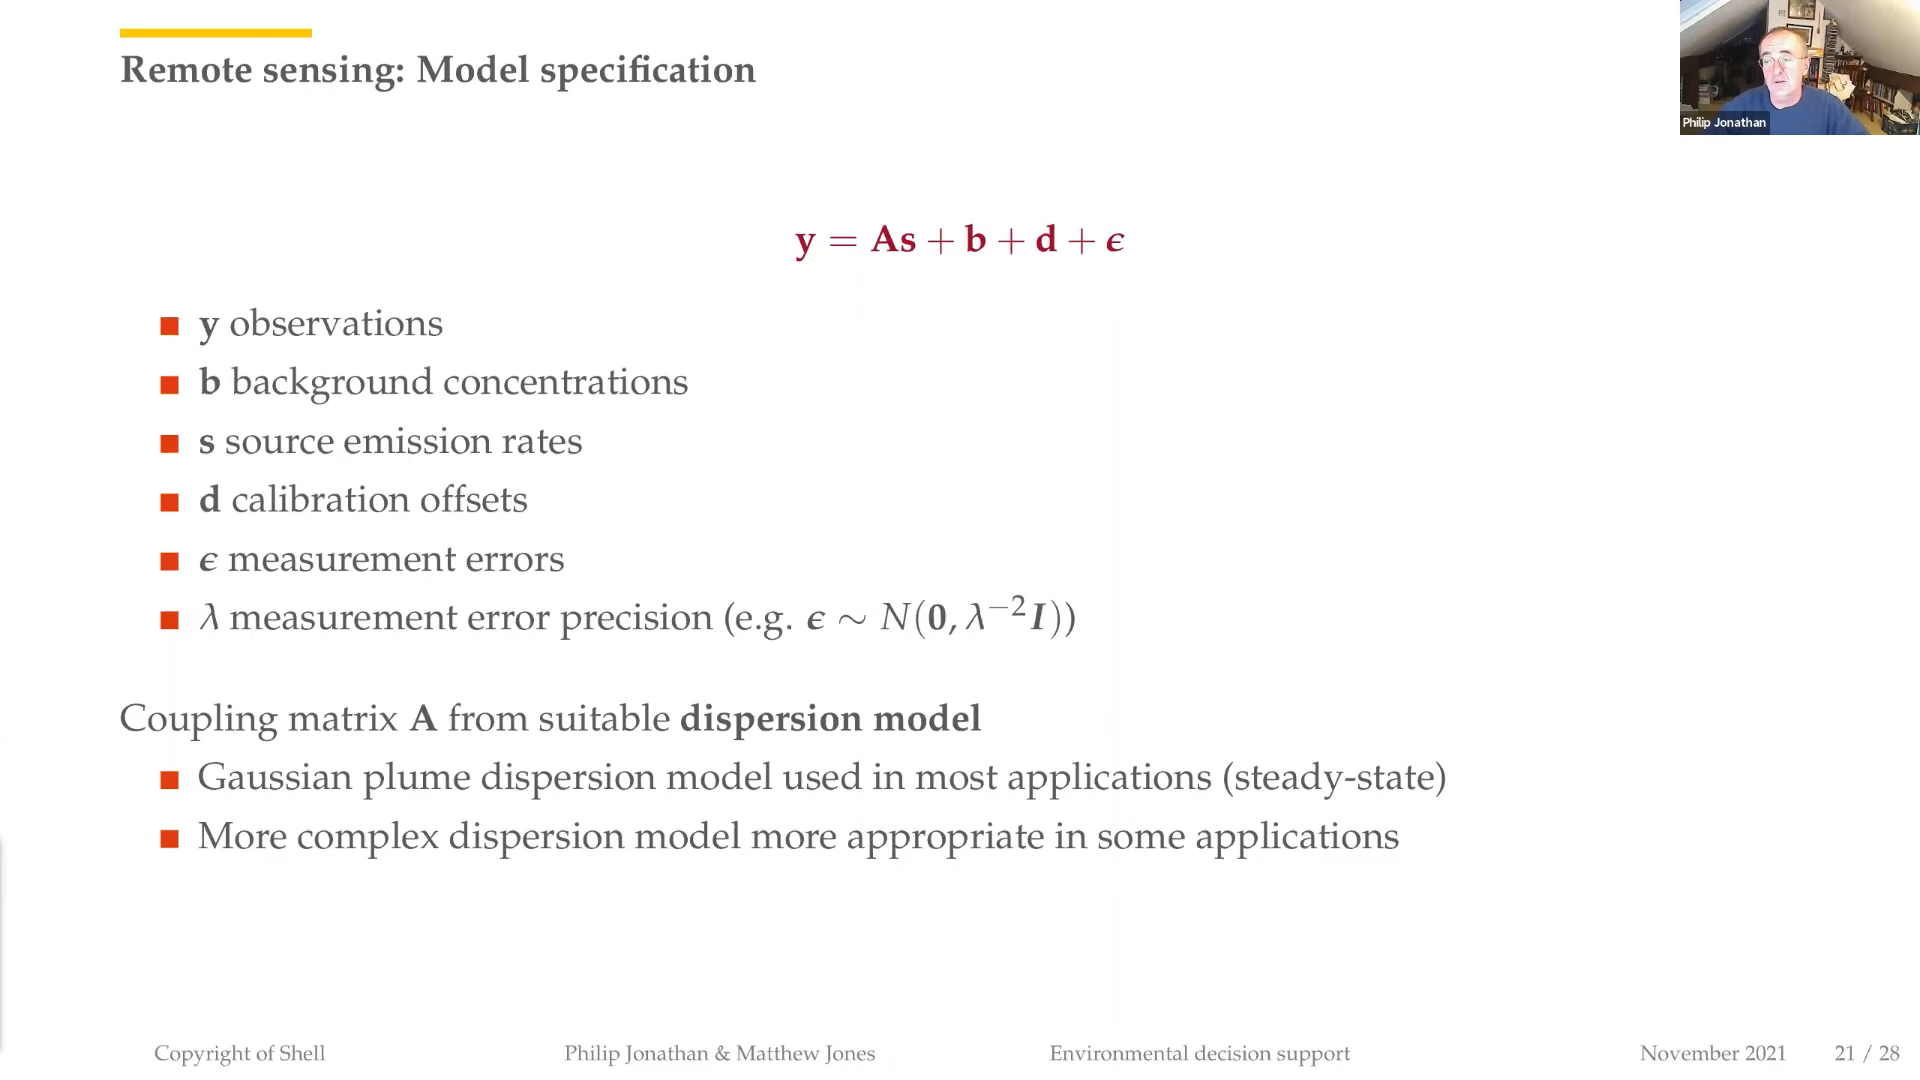 Remote sensing: Model specification
Philip Jonathan
y = As + b + d + ϵ
■ y observations
■ b background concentrations
■ s source emission rates
■ d calibration offsets
■ ϵ measurement errors
■ λ measurement error precision (e.g. ϵ ∼ N(0, λ⁻²I))
Coupling matrix A from suitable dispersion model
■ Gaussian plume dispersion model used in most applications (steady-state)
■ More complex dispersion model more appropriate in some applications
Copyright of Shell Philip Jonathan & Matthew Jones Environmental decision support November 2021 21 / 28